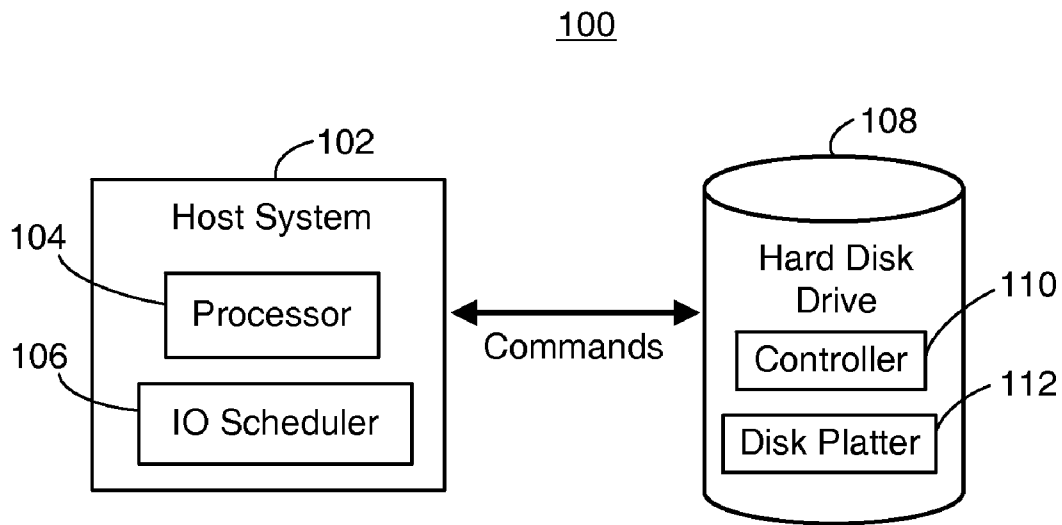 100
102
108
Host System
104
Processor
106
IO Scheduler
Commands
Hard Disk
Drive
110
Controller
112
Disk Platter